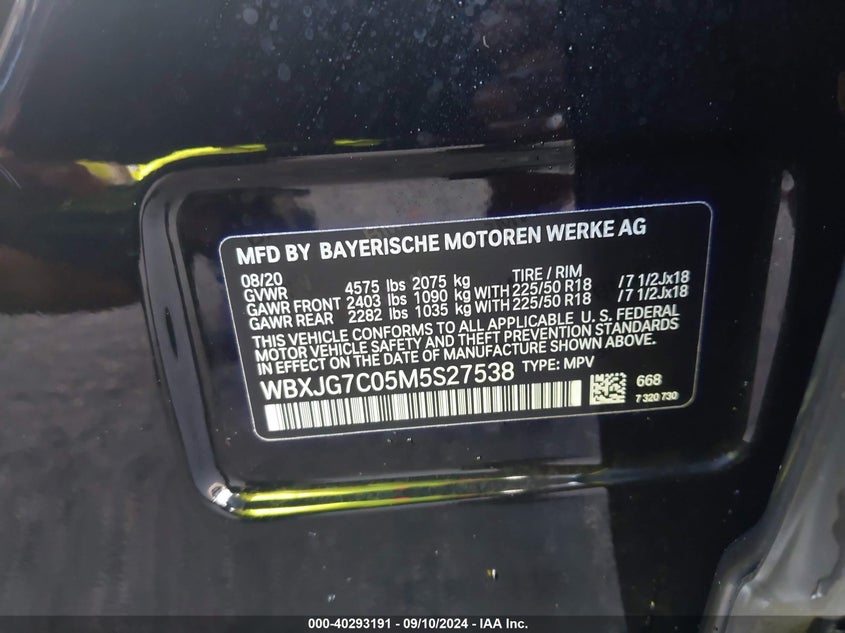 MFD BY BAYERISCHE MOTOREN WERKE AG
08/20 TIRE / RIM
GVWR 4575 lbs 2075 kg
GAWR FRONT 2403 lbs 1090 kg WITH 225/50 R18 /7 1/2Jx18
GAWR REAR 2282 lbs 1035 kg WITH 225/50 R18 /7 1/2Jx18
THIS VEHICLE CONFORMS TO ALL APPLICABLE U. S. FEDERAL
MOTOR VEHICLE SAFETY AND THEFT PREVENTION STANDARDS
IN EFFECT ON THE DATE OF MANUFACTURE SHOWN ABOVE.
WBXJG7C05M5S27538 TYPE: MPV
668
7 320 730
000-40293191 - 09/10/2024 - IAA Inc.